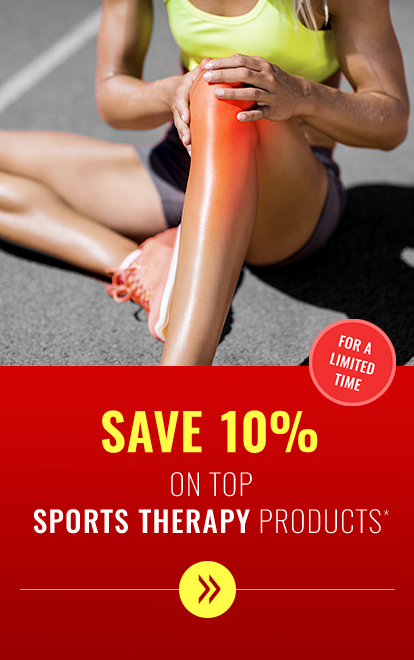 FOR A
LIMITED
TIME
SAVE 10%
ON TOP
SPORTS THERAPY PRODUCTS*